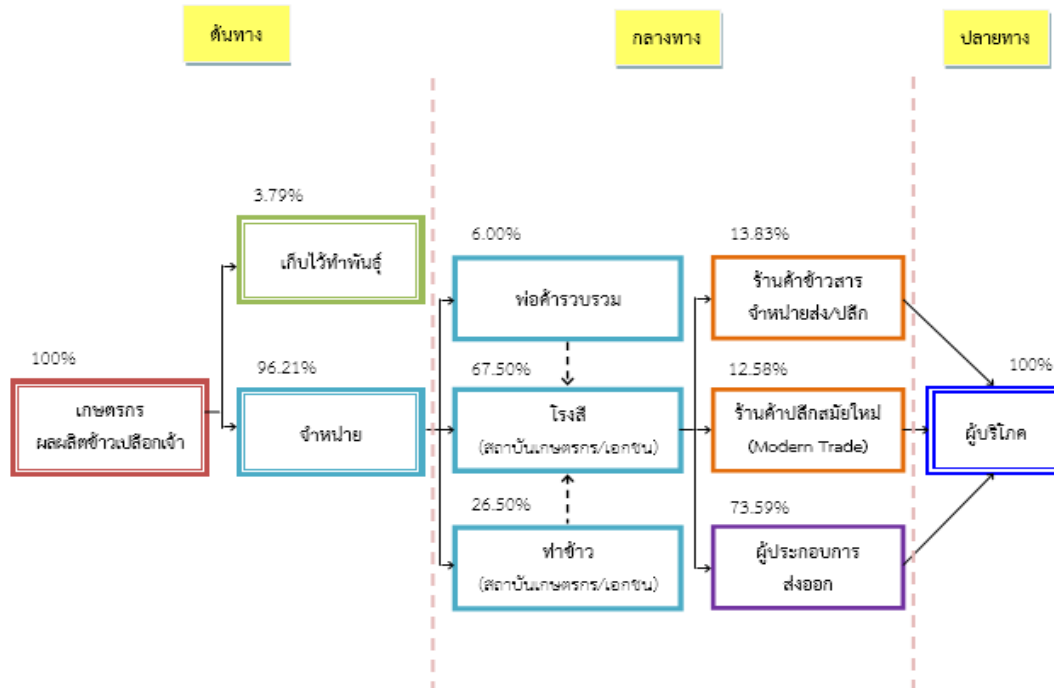 ต้นทาง
กลางทาง
ปลายทาง
3.79%
เก็บไว้ทำพันธุ์
6.00%
พ่อค้ารวบรวม
13.83%
ร้านค้าข้าวสาร
จำหน่ายส่ง/ปลีก
100%
เกษตรกร
ผลผลิตข้าวเปลือกเจ้า
96.21%
จำหน่าย
67.50%
โรงสี
(สถาบันเกษตรกร/เอกชน)
12.58%
ร้านค้าปลีกสมัยใหม่
(Modern Trade)
100%
ผู้บริโภค
26.50%
ท่าข้าว
(สถาบันเกษตรกร/เอกชน)
73.59%
ผู้ประกอบการ
ส่งออก